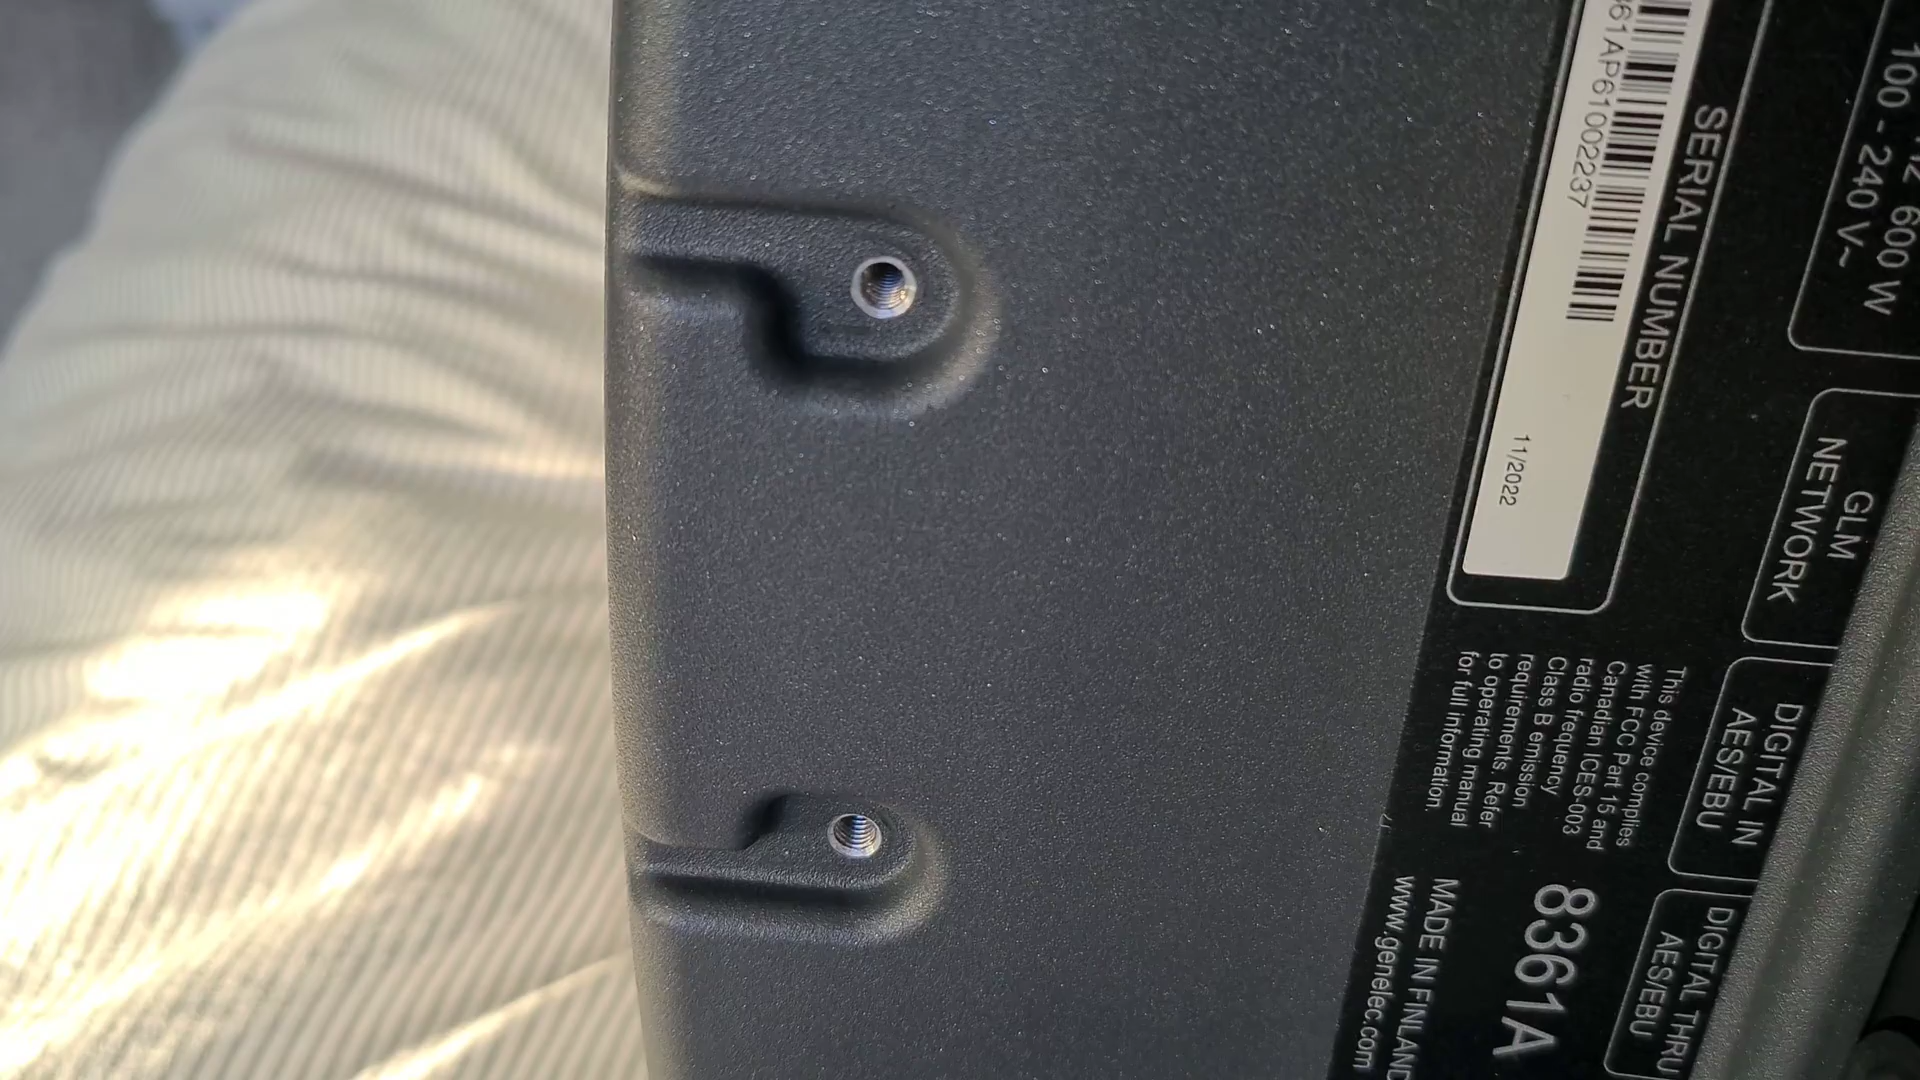 600 W
100 - 240 V~
SERIAL NUMBER
61AP61002237
11/2022
GLM
NETWORK
DIGITAL IN
AES/EBU
DIGITAL THRU
AES/EBU
This device complies
with FCC Part 15 and
Canadian ICES-003
radio frequency
Class B emission
requirements. Refer
to operating manual
for full information.
8361A
MADE IN FINLAND
www.genelec.com